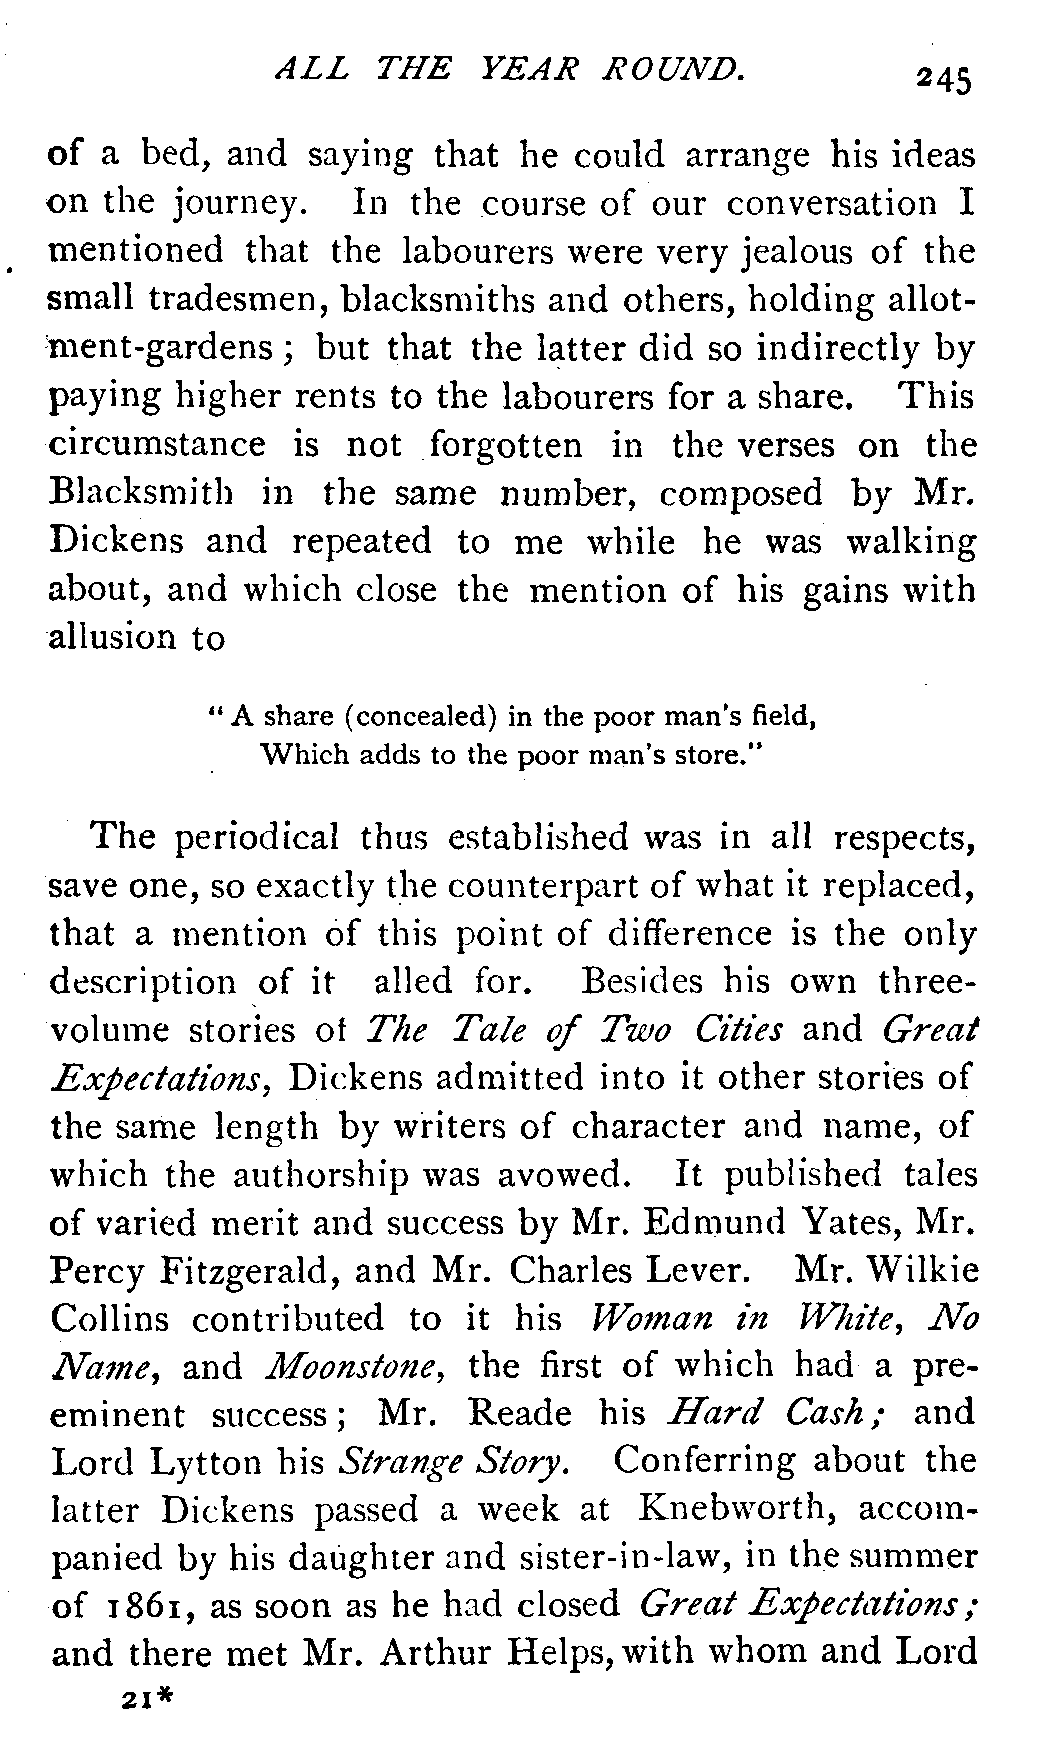 ALL THE YEAR ROUND. 245
of a bed, and saying that he could arrange his ideas
on the journey. In the course of our conversation I
mentioned that the labourers were very jealous of the
small tradesmen, blacksmiths and others, holding allot-
ment-gardens ; but that the latter did so indirectly by
paying higher rents to the labourers for a share. This
circumstance is not forgotten in the verses on the
Blacksmith in the same number, composed by Mr.
Dickens and repeated to me while he was walking
about, and which close the mention of his gains with
allusion to
“ A share (concealed) in the poor man's field,
Which adds to the poor man's store.”
The periodical thus established was in all respects,
save one, so exactly the counterpart of what it replaced,
that a mention of this point of difference is the only
description of it alled for. Besides his own three-
volume stories of The Tale of Two Cities and Great
Expectations, Dickens admitted into it other stories of
the same length by writers of character and name, of
which the authorship was avowed. It published tales
of varied merit and success by Mr. Edmund Yates, Mr.
Percy Fitzgerald, and Mr. Charles Lever. Mr. Wilkie
Collins contributed to it his Woman in White, No
Name, and Moonstone, the first of which had a pre-
eminent success ; Mr. Reade his Hard Cash ; and
Lord Lytton his Strange Story. Conferring about the
latter Dickens passed a week at Knebworth, accom-
panied by his daughter and sister-in-law, in the summer
of 1861, as soon as he had closed Great Expectations ;
and there met Mr. Arthur Helps, with whom and Lord
21*